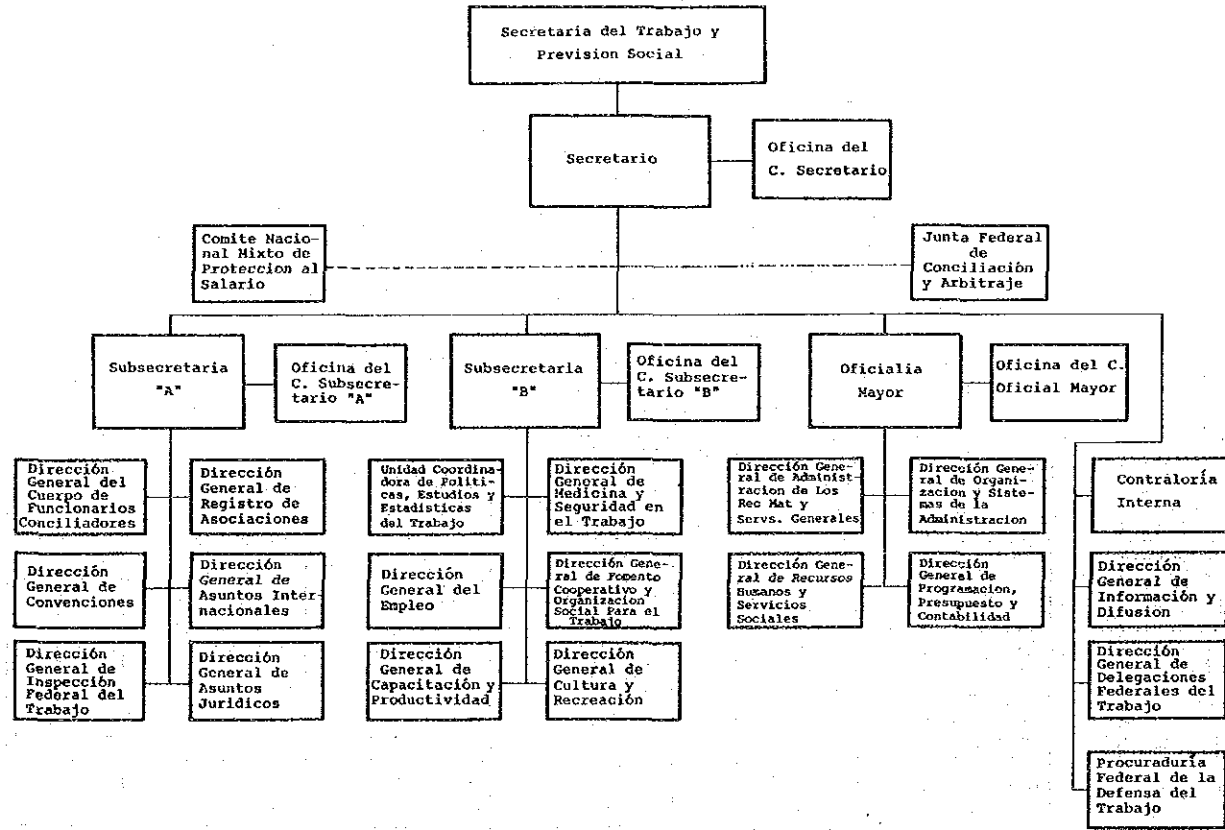 Secretaria del Trabajo y
Prevision Social
Secretario
Oficina del
C. Secretario
Comite Nacio-
nal Mixto de
Proteccion al
Salario
Junta Federal
de
Conciliación
y Arbitraje
Subsecretaria
"A"
Oficina del
C. Subsecre-
tario "A"
Subsecretaria
"B"
Oficina del
C. Subsecre-
tario "B"
Oficialia
Mayor
Oficina del C.
Oficial Mayor
Dirección
General del
Cuerpo de
Funcionarios
Conciliadores
Dirección
General de
Registro de
Asociaciones
Unidad Coordina-
dora de Politi-
cas, Estudios y
Estadisticas
del Trabajo
Dirección
General de
Medicina y
Seguridad en
el Trabajo
Dirección Gene-
ral de Administ-
racion de Los
Rec Mat y
Servs. Generales
Dirección Gene-
ral de Organi-
zacion y Siste-
mas de la
Administracion
Contraloría
Interna
Dirección
General de
Convenciones
Dirección
General de
Asuntos Inter-
nacionales
Dirección
General del
Empleo
Dirección Gene-
ral de Fomento
Cooperativo y
Organizacion
Social Para el
Trabajo
Dirección Gene-
ral de Recursos
Humanos y
Servicios
Sociales
Dirección
General de
Programacion,
Presupuesto y
Contabilidad
Dirección
General de
Información y
Difusión
Dirección
General de
Inspección
Federal del
Trabajo
Dirección
General de
Asuntos
Juridicos
Dirección
General de
Capacitación y
Productividad
Dirección
General de
Cultura y
Recreación
Dirección
General de
Delegaciones
Federales del
Trabajo
Procuraduría
Federal de la
Defensa del
Trabajo